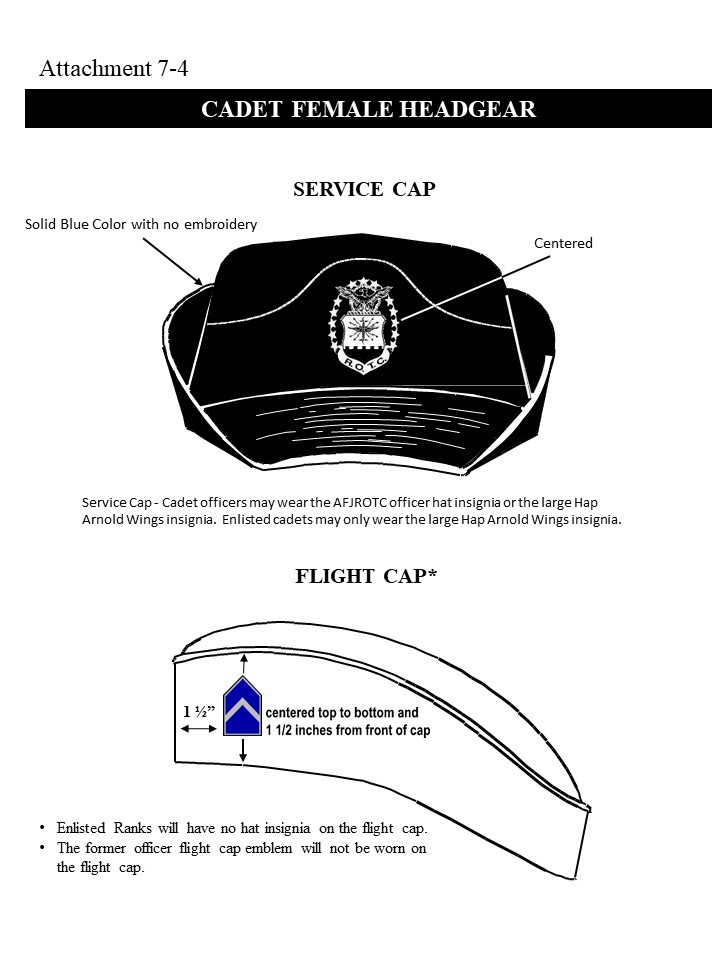 Attachment 7-4
CADET FEMALE HEADGEAR
SERVICE CAP
Solid Blue Color with no embroidery
Centered
R.O.T.C.
Service Cap - Cadet officers may wear the AFJROTC officer hat insignia or the large Hap
Arnold Wings insignia. Enlisted cadets may only wear the large Hap Arnold Wings insignia.
FLIGHT CAP*
1 ½”
centered top to bottom and
1 1/2 inches from front of cap
• Enlisted Ranks will have no hat insignia on the flight cap.
• The former officer flight cap emblem will not be worn on
the flight cap.